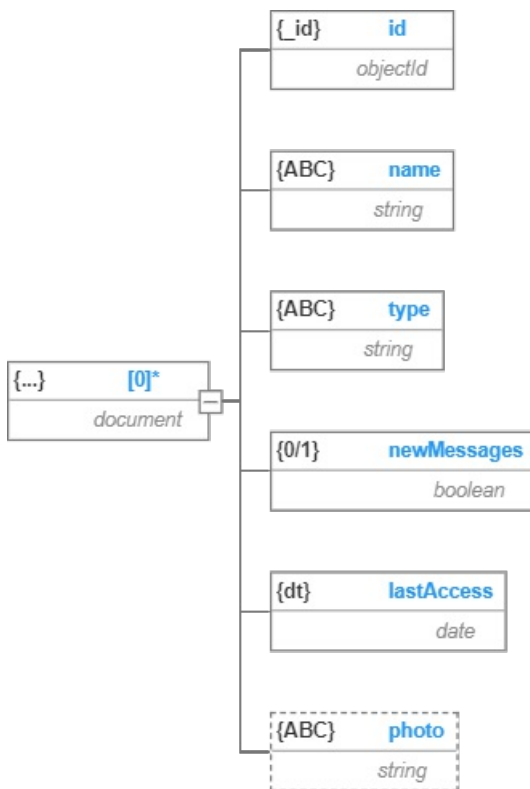 {_id} id
objectId
{ABC} name
string
{ABC} type
string
{...} [0]*
document
{0/1} newMessages
boolean
{dt} lastAccess
date
{ABC} photo
string